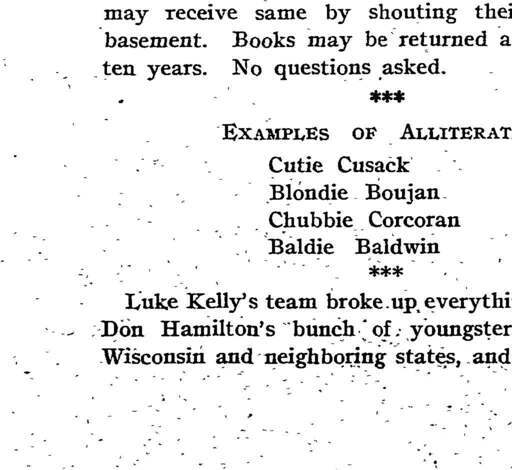 may receive same by shouting thei
basement. Books may be returned a
ten years. No questions asked.
***
EXAMPLES OF ALLITERAT
Cutie Cusack
Blondie Boujan
Chubbie Corcoran
Baldie Baldwin
***
Luke Kelly's team broke up everythi
Don Hamilton's bunch of youngster
Wisconsin and neighboring states, and